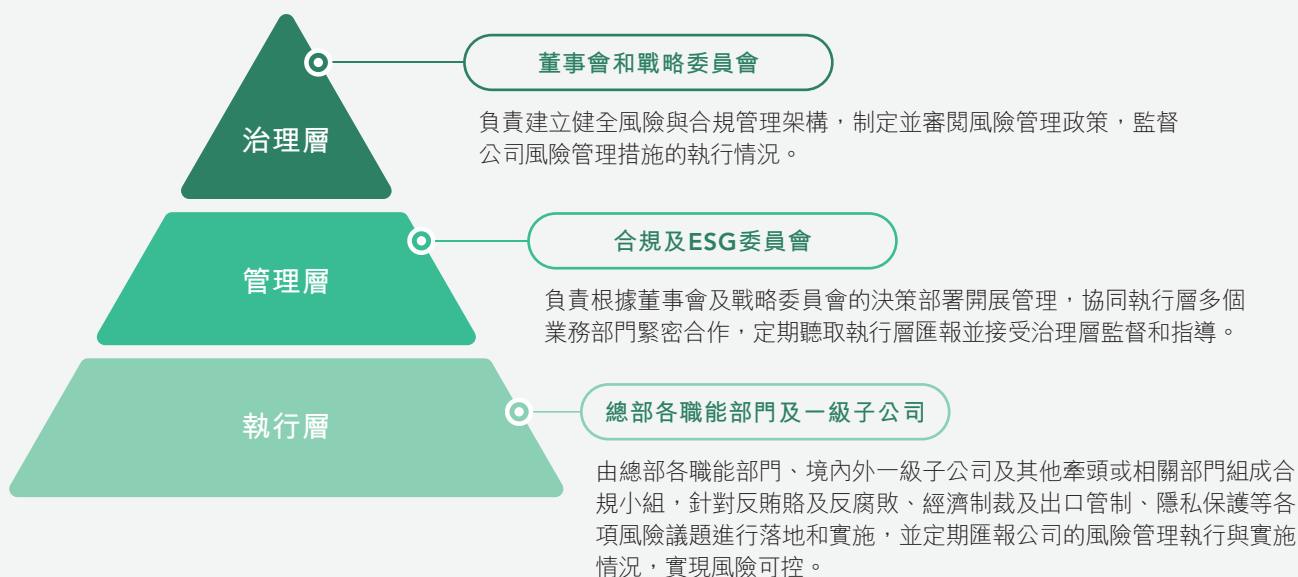 治理層
董事會和戰略委員會
負責建立健全風險與合規管理架構，制定並審閱風險管理政策，監督
公司風險管理措施的執行情況。
管理層
合規及ESG委員會
負責根據董事會及戰略委員會的決策部署開展管理，協同執行層多個
業務部門緊密合作，定期聽取執行層匯報並接受治理層監督和指導。
執行層
總部各職能部門及一級子公司
由總部各職能部門、境內外一級子公司及其他牽頭或相關部門組成合
規小組，針對反賄賂及反腐敗、經濟制裁及出口管制、隱私保護等各
項風險議題進行落地和實施，並定期匯報公司的風險管理執行與實施
情況，實現風險可控。